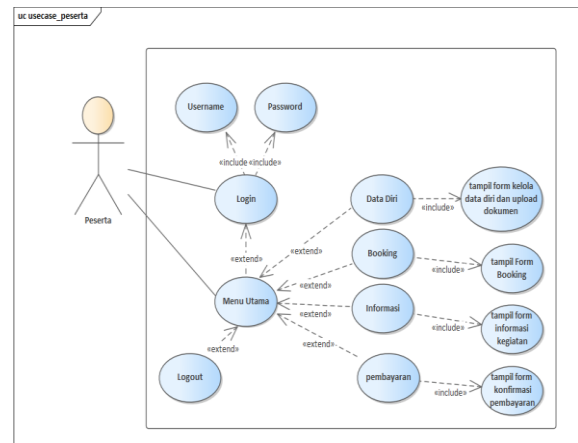 uc usecase_peserta
Username
Password
«include»
«include»
Peserta
Login
Data Diri
«include»
tampil form kelola
data diri dan upload
dokumen
«extend»
«extend»
Booking
«include»
tampil Form
Booking
«extend»
Menu Utama
Informasi
«extend»
«include»
tampil form
informasi
kegiatan
«extend»
«extend»
Logout
pembayaran
«include»
tampil form
konfirmasi
pembayaran